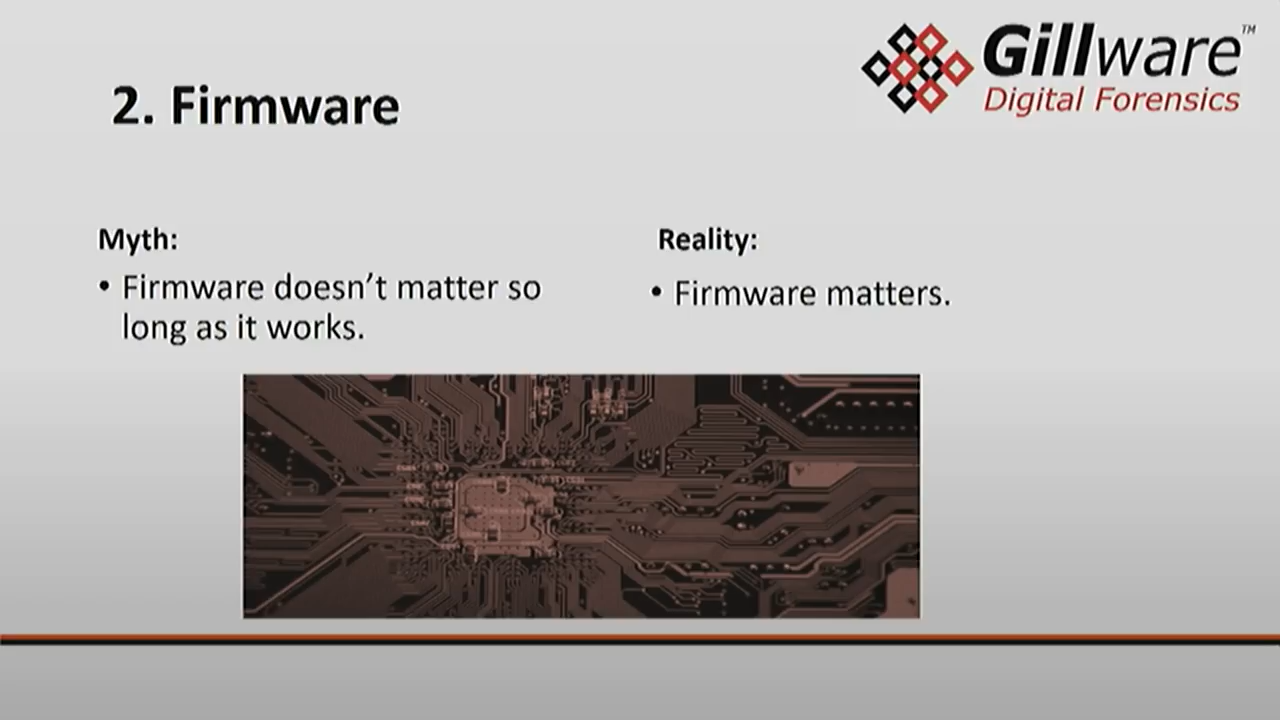 Gillware™
Digital Forensics
2. Firmware
Myth:
• Firmware doesn’t matter so
long as it works.
Reality:
• Firmware matters.